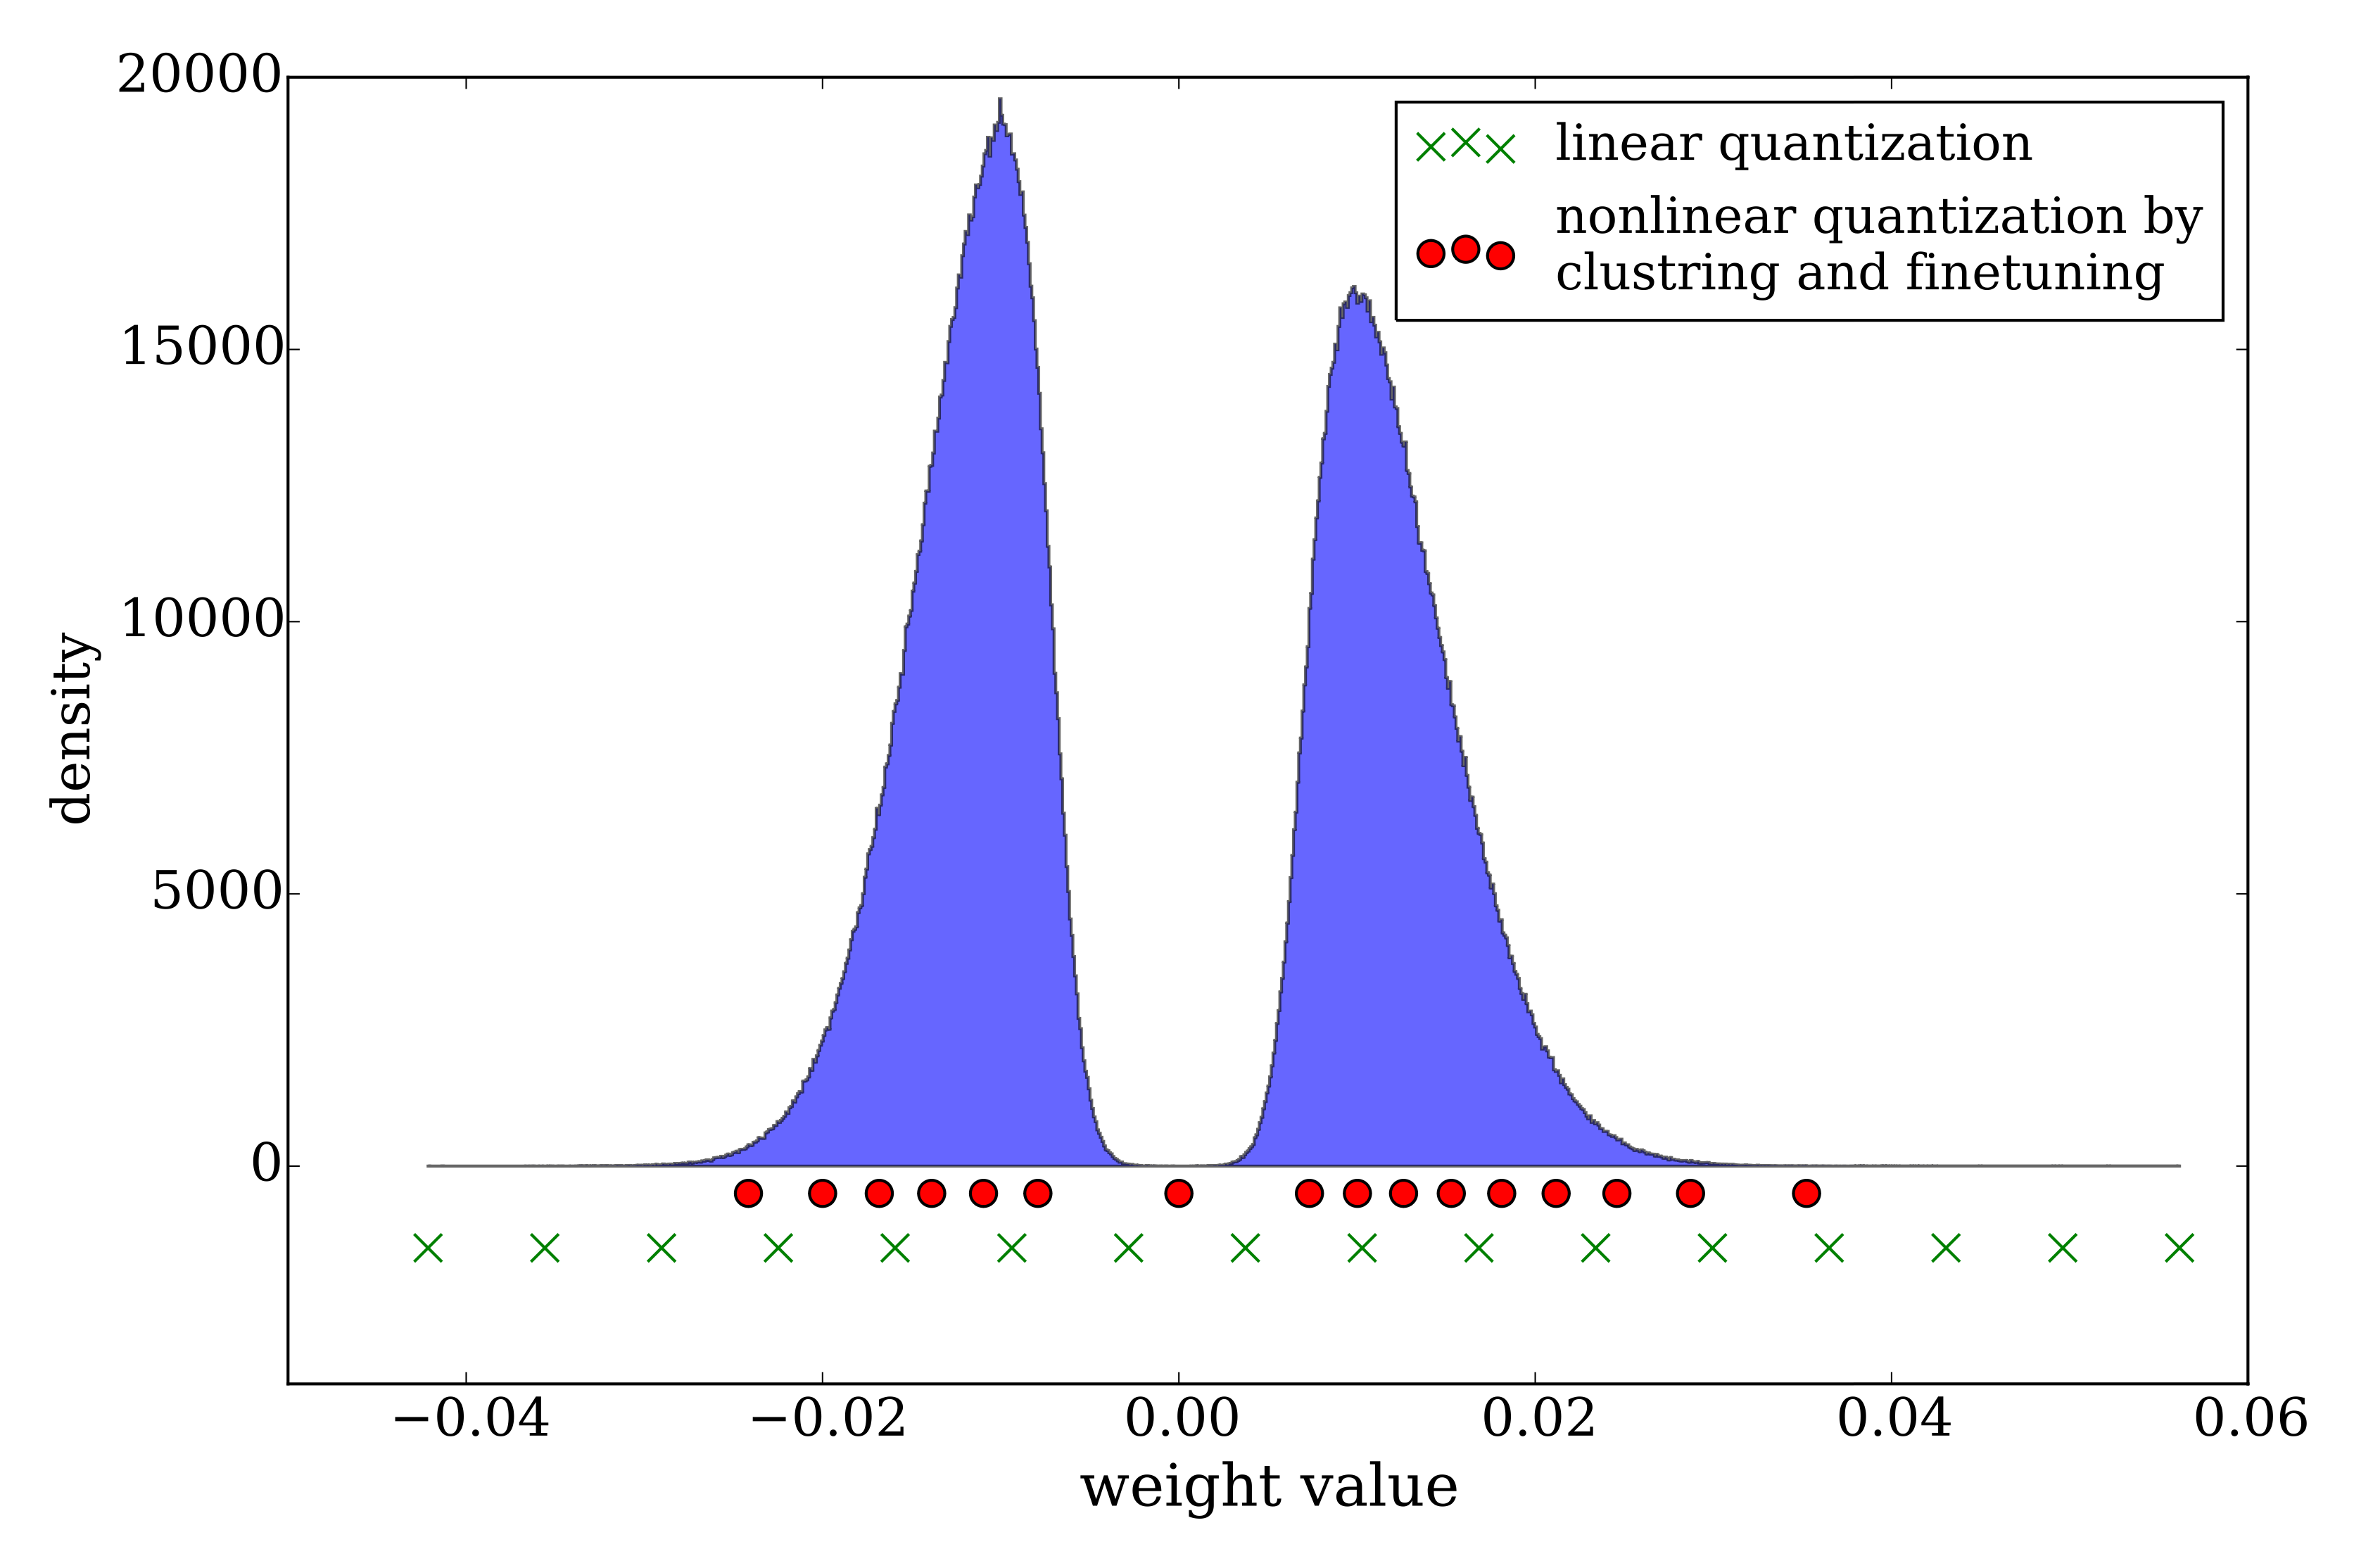 20000
15000
10000
5000
0
density
linear quantization
nonlinear quantization by
clustring and finetuning
−0.04
−0.02
0.00
0.02
0.04
0.06
weight value